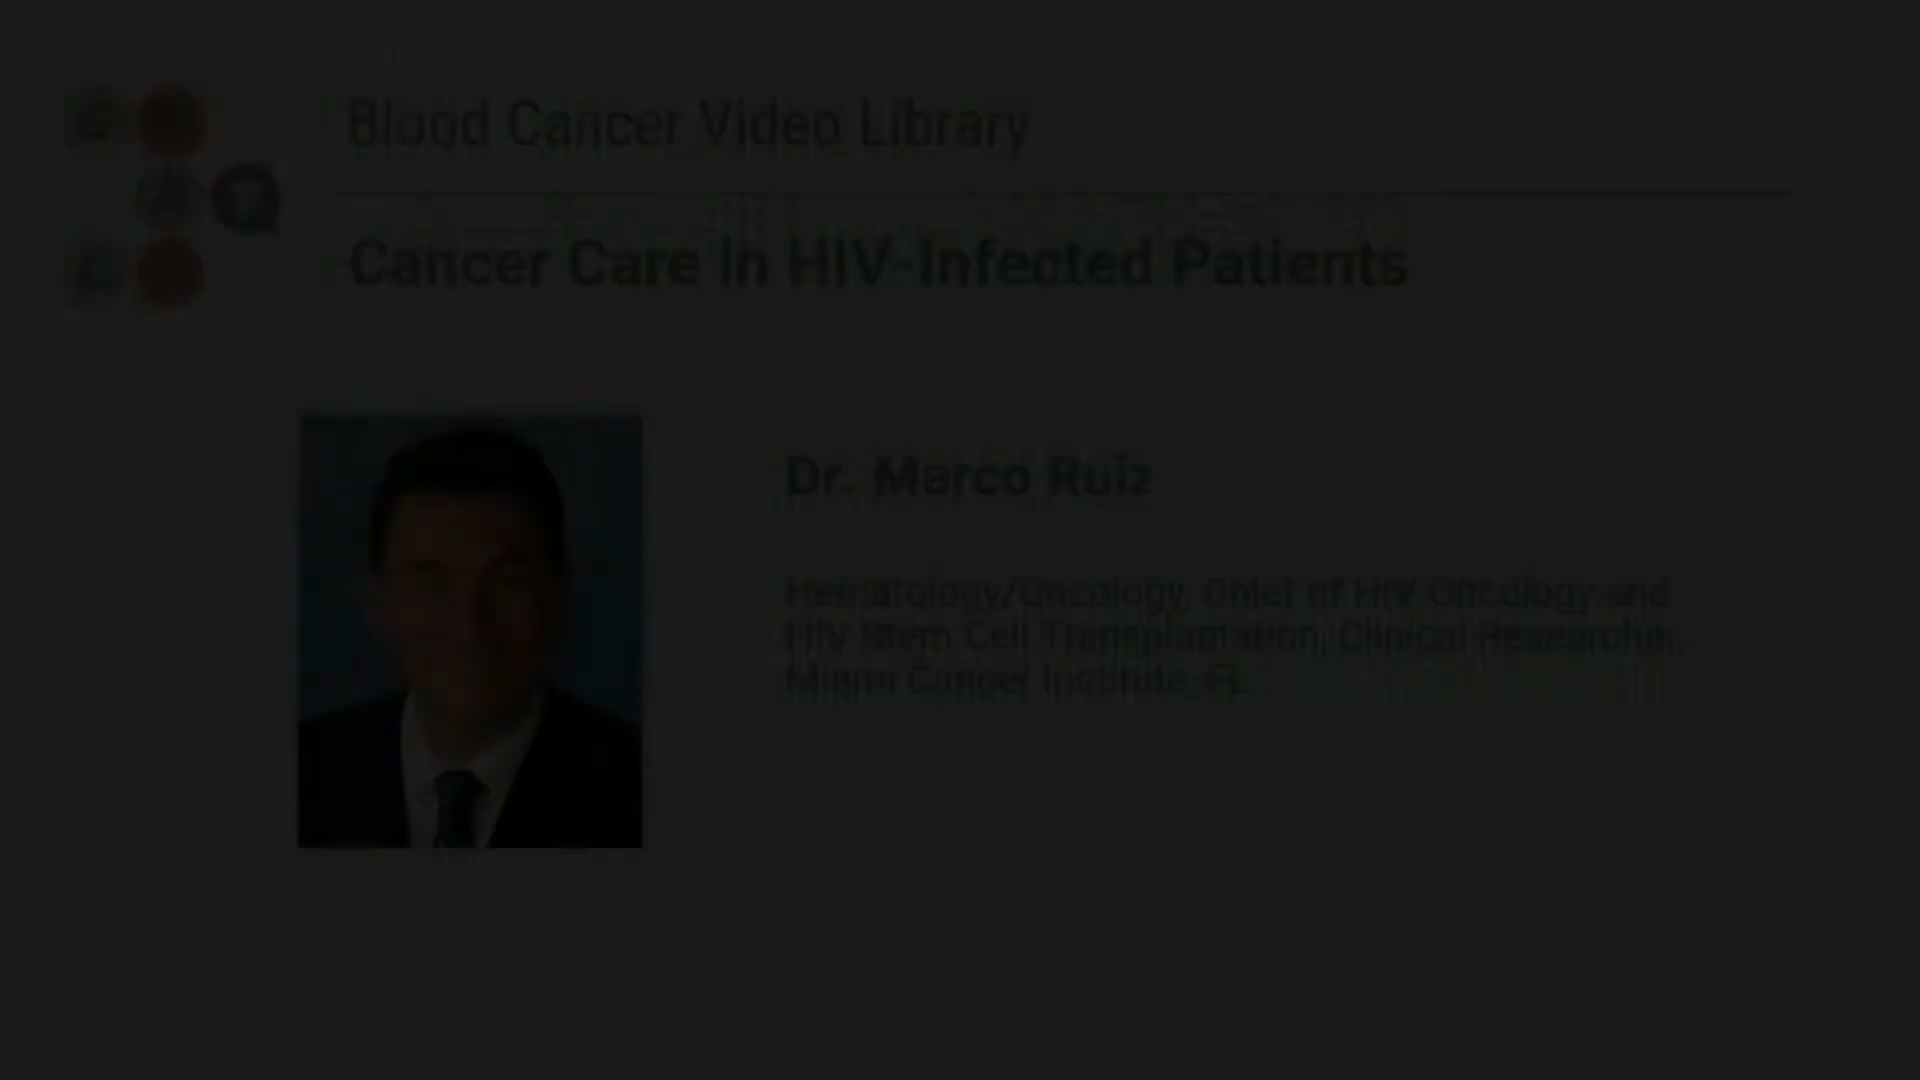 Blood Cancer Video Library
Cancer Care in HIV-Infected Patients
Dr. Marco Ruiz
Hematology/Oncology, Chief of HIV Oncology and
HIV Stem Cell Transplantation, Clinical Researcher,
Miami Cancer Institute, FL